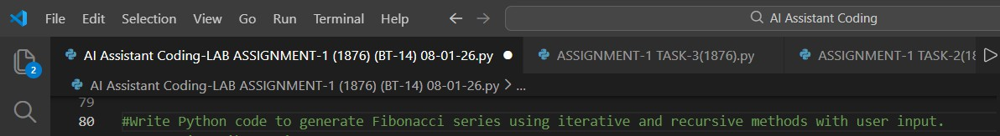 File Edit Selection View Go Run Terminal Help AI Assistant Coding
2 AI Assistant Coding-LAB ASSIGNMENT-1 (1876) (BT-14) 08-01-26.py ASSIGNMENT-1 TASK-3(1876).py ASSIGNMENT-1 TASK-2(18
AI Assistant Coding-LAB ASSIGNMENT-1 (1876) (BT-14) 08-01-26.py > ...
79
80 #Write Python code to generate Fibonacci series using iterative and recursive methods with user input.